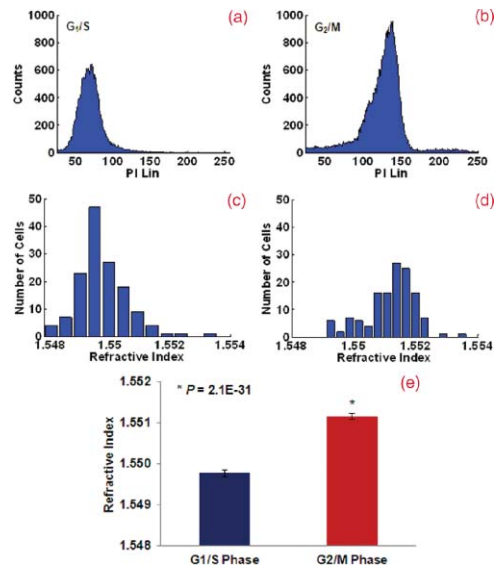 (a)
G₁/S
1000
800
600
400
200
0
Counts
50 100 150 200 250
PI Lin
(b)
G₂/M
1000
800
600
400
200
0
Counts
50 100 150 200 250
PI Lin
(c)
50
40
30
20
10
0
Number of Cells
1.548 1.55 1.552 1.554
Refractive Index
(d)
50
40
30
20
10
0
Number of Cells
1.548 1.55 1.552 1.554
Refractive Index
(e)
* P = 2.1E-31
*
1.552
1.551
1.550
1.549
1.548
Refractive Index
G1/S Phase G2/M Phase